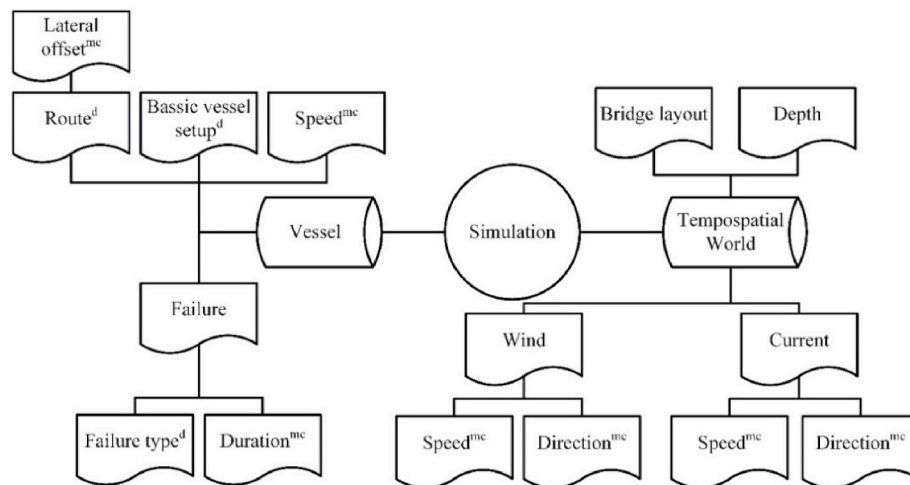 Lateral
offset^mc
Route^d
Bassic vessel
setup^d
Speed^mc
Bridge layout
Depth
Vessel
Simulation
Tempospatial
World
Failure
Wind
Current
Failure type^d
Duration^mc
Speed^mc
Direction^mc
Speed^mc
Direction^mc